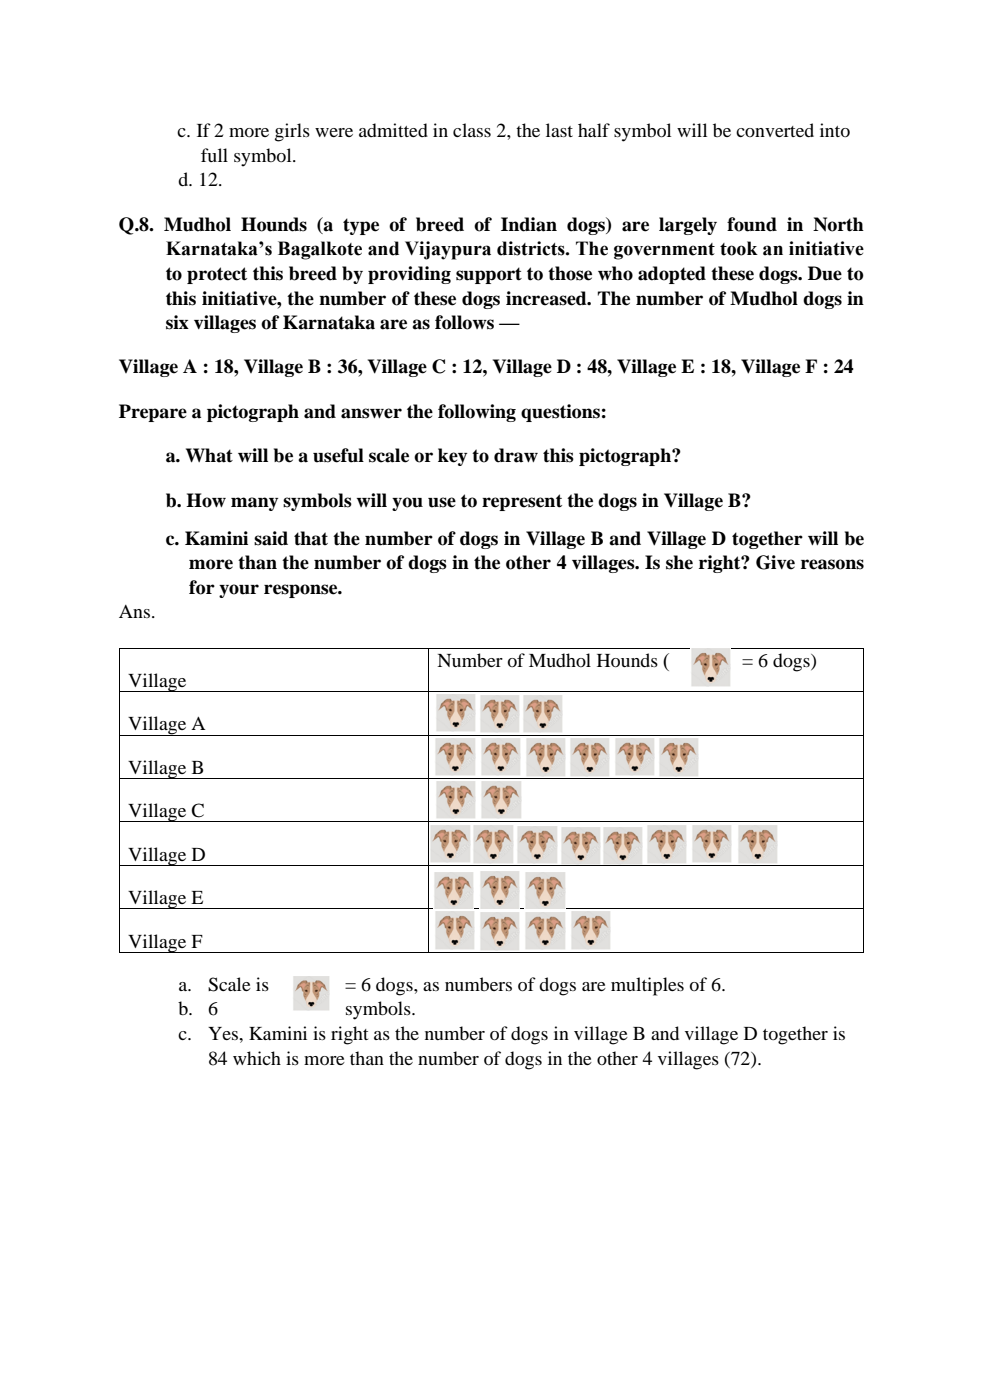 c. If 2 more girls were admitted in class 2, the last half symbol will be converted into
full symbol.
d. 12.
Q.8. Mudhol Hounds (a type of breed of Indian dogs) are largely found in North
Karnataka’s Bagalkote and Vijaypura districts. The government took an initiative
to protect this breed by providing support to those who adopted these dogs. Due to
this initiative, the number of these dogs increased. The number of Mudhol dogs in
six villages of Karnataka are as follows —
Village A : 18, Village B : 36, Village C : 12, Village D : 48, Village E : 18, Village F : 24
Prepare a pictograph and answer the following questions:
a. What will be a useful scale or key to draw this pictograph?
b. How many symbols will you use to represent the dogs in Village B?
c. Kamini said that the number of dogs in Village B and Village D together will be
more than the number of dogs in the other 4 villages. Is she right? Give reasons
for your response.
Ans.
Village
Number of Mudhol Hounds ( = 6 dogs)
Village A
Village B
Village C
Village D
Village E
Village F
a. Scale is = 6 dogs, as numbers of dogs are multiples of 6.
b. 6 symbols.
c. Yes, Kamini is right as the number of dogs in village B and village D together is
84 which is more than the number of dogs in the other 4 villages (72).